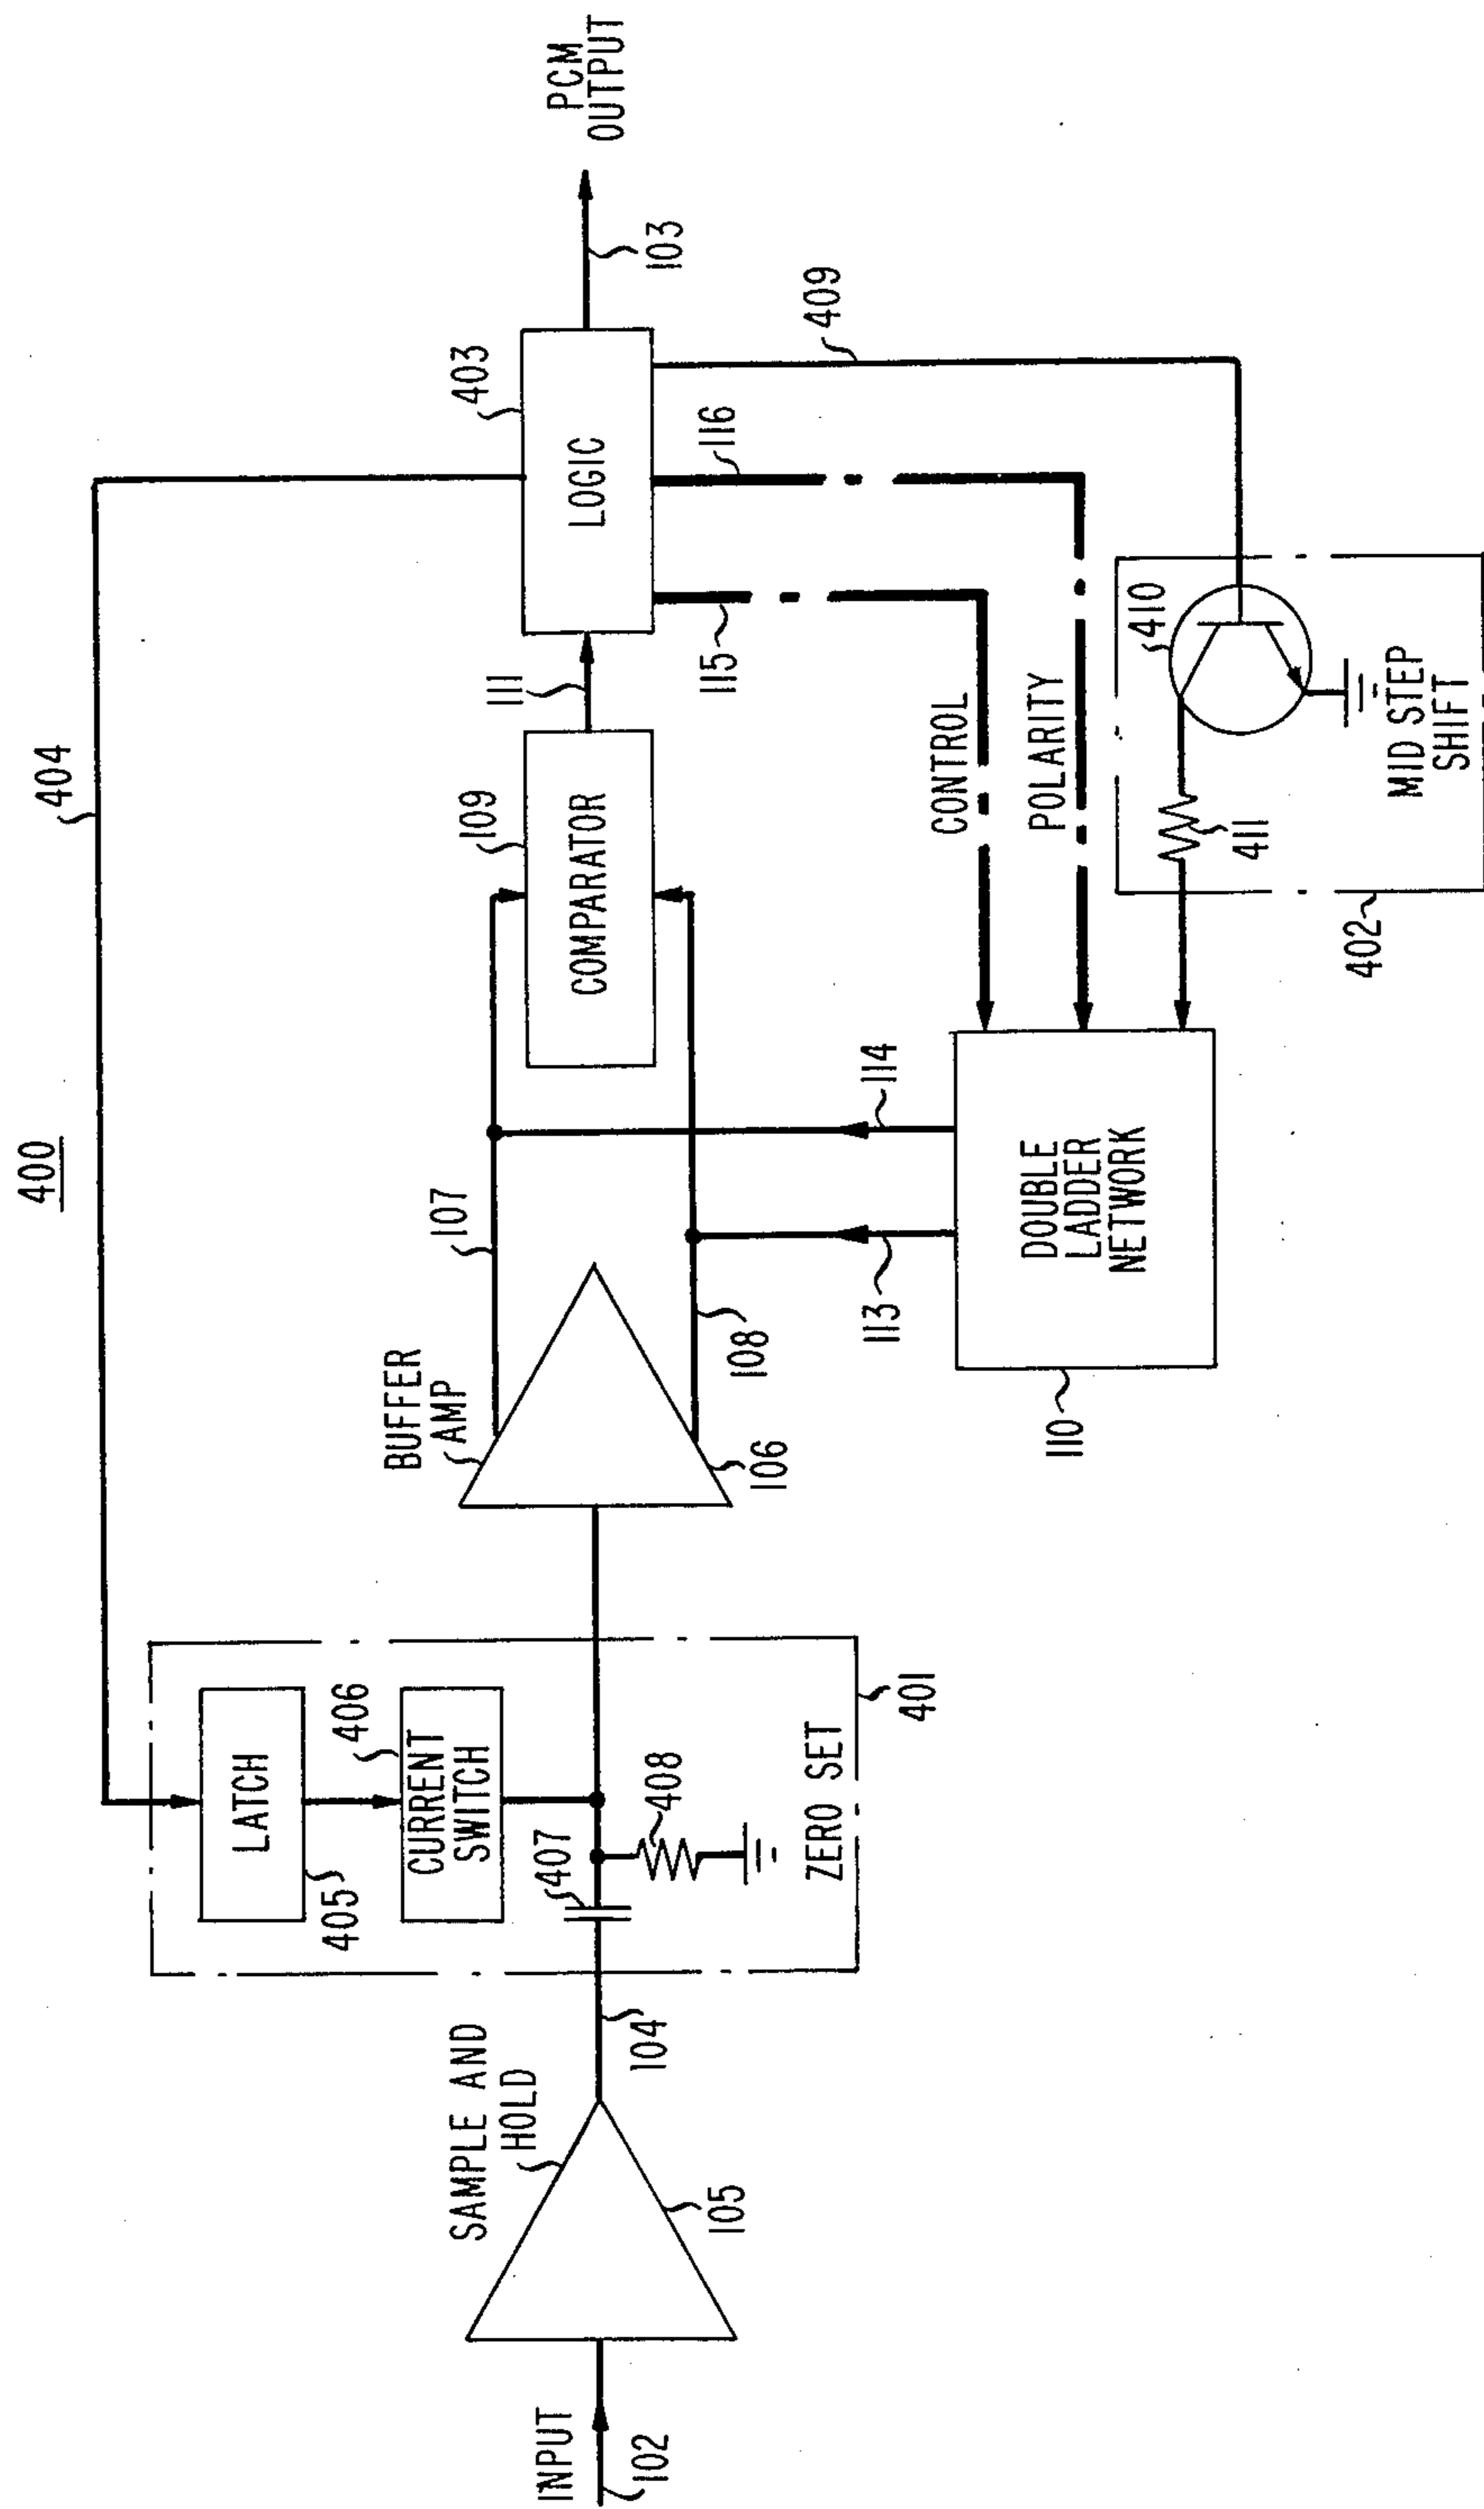 400
404
INPUT
102
SAMPLE AND
HOLD
105
104
LATCH
405
406
CURRENT
SWITCH
407
408
ZERO SET
401
BUFFER
AMP
106
107
108
COMPARATOR
109
111
LOGIC
403
PCM
OUTPUT
103
409
116
115
CONTROL
POLARITY
113
114
DOUBLE
LADDER
NETWORK
110
410
411
MID STEP
SHIFT
402